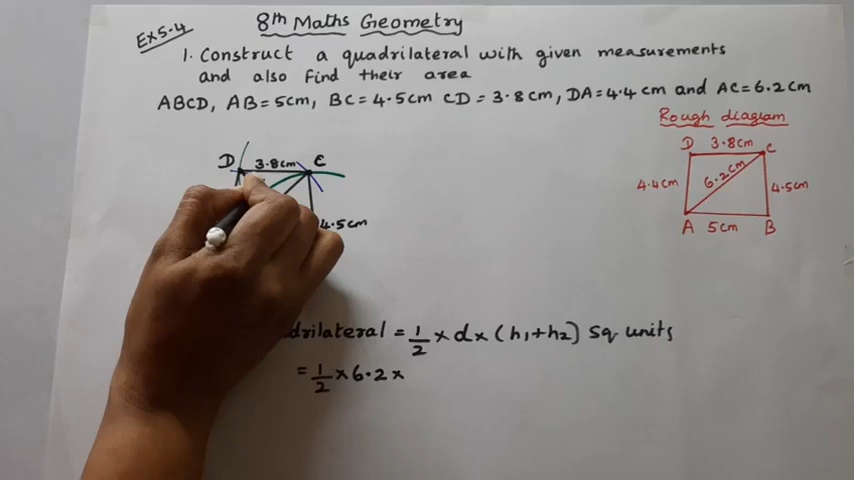 8th Maths Geometry
Ex 5.4
1. Construct a quadrilateral with given measurements
and also find their area
ABCD, AB = 5cm, BC = 4.5cm CD = 3.8cm, DA = 4.4cm and AC = 6.2cm
Rough diagram
D 3.8cm C
4.4cm 6.2cm 4.5cm
A 5cm B
D 3.8cm C
4.5cm
drilateral = 1/2 × d × (h1+h2) Sq units
= 1/2 × 6.2 ×